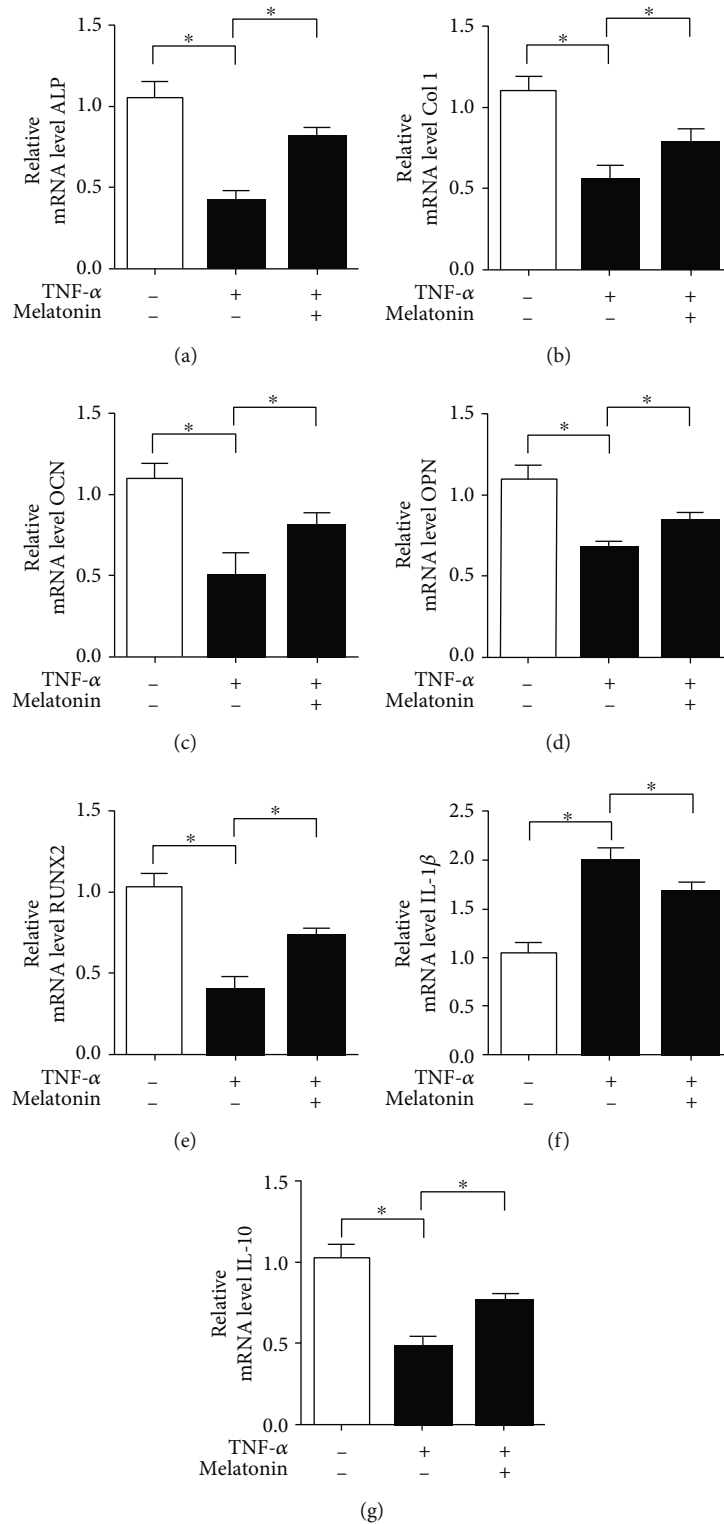 Relative
mRNA level ALP
1.5
1.0
0.5
0.0
* *
TNF-α – + +
Melatonin – – +
(a)
Relative
mRNA level Col 1
1.5
1.0
0.5
0.0
* *
TNF-α – + +
Melatonin – – +
(b)
Relative
mRNA level OCN
1.5
1.0
0.5
0.0
* *
TNF-α – + +
Melatonin – – +
(c)
Relative
mRNA level OPN
1.5
1.0
0.5
0.0
* *
TNF-α – + +
Melatonin – – +
(d)
Relative
mRNA level RUNX2
1.5
1.0
0.5
0.0
* *
TNF-α – + +
Melatonin – – +
(e)
Relative
mRNA level IL-1β
2.5
2.0
1.5
1.0
0.5
0.0
* *
TNF-α – + +
Melatonin – – +
(f)
Relative
mRNA level IL-10
1.5
1.0
0.5
0.0
* *
TNF-α – + +
Melatonin – – +
(g)